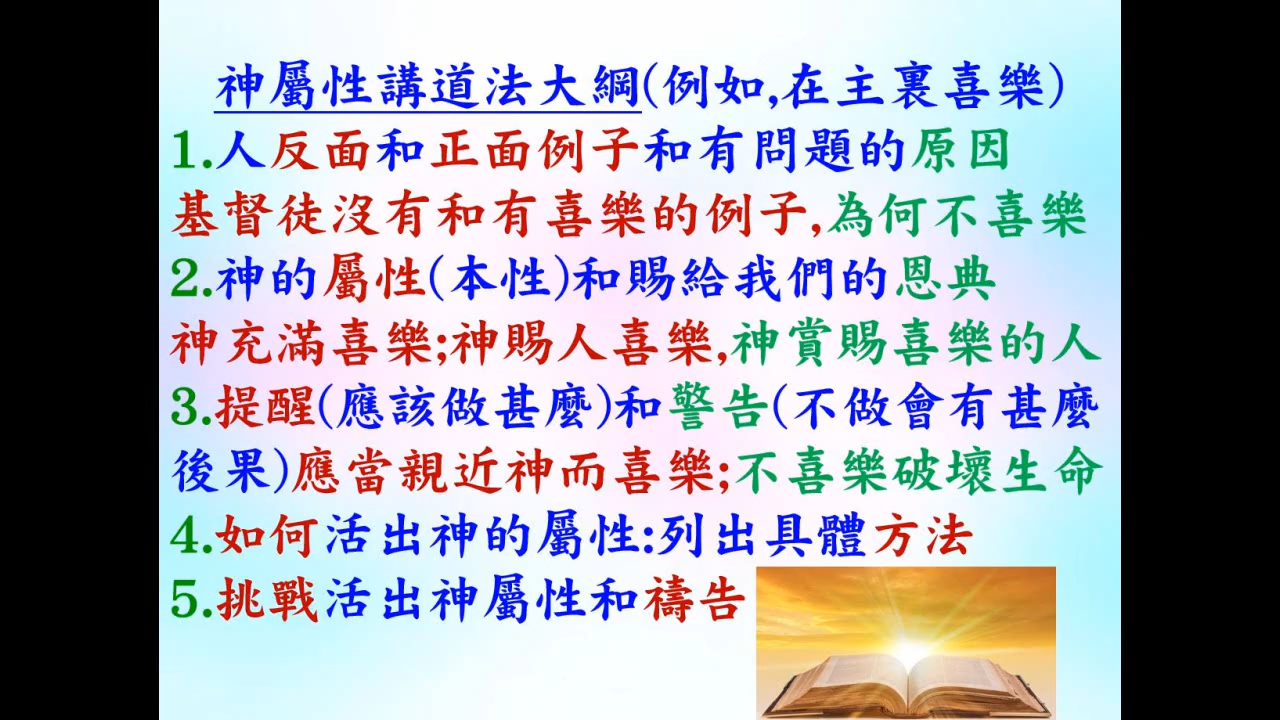 神屬性講道法大綱(例如,在主裏喜樂)
1.人反面和正面例子和有問題的原因
基督徒沒有和有喜樂的例子,為何不喜樂
2.神的屬性(本性)和賜給我們的恩典
神充滿喜樂;神賜人喜樂,神賞賜喜樂的人
3.提醒(應該做甚麼)和警告(不做會有甚麼
後果)應當親近神而喜樂;不喜樂破壞生命
4.如何活出神的屬性:列出具體方法
5.挑戰活出神屬性和禱告